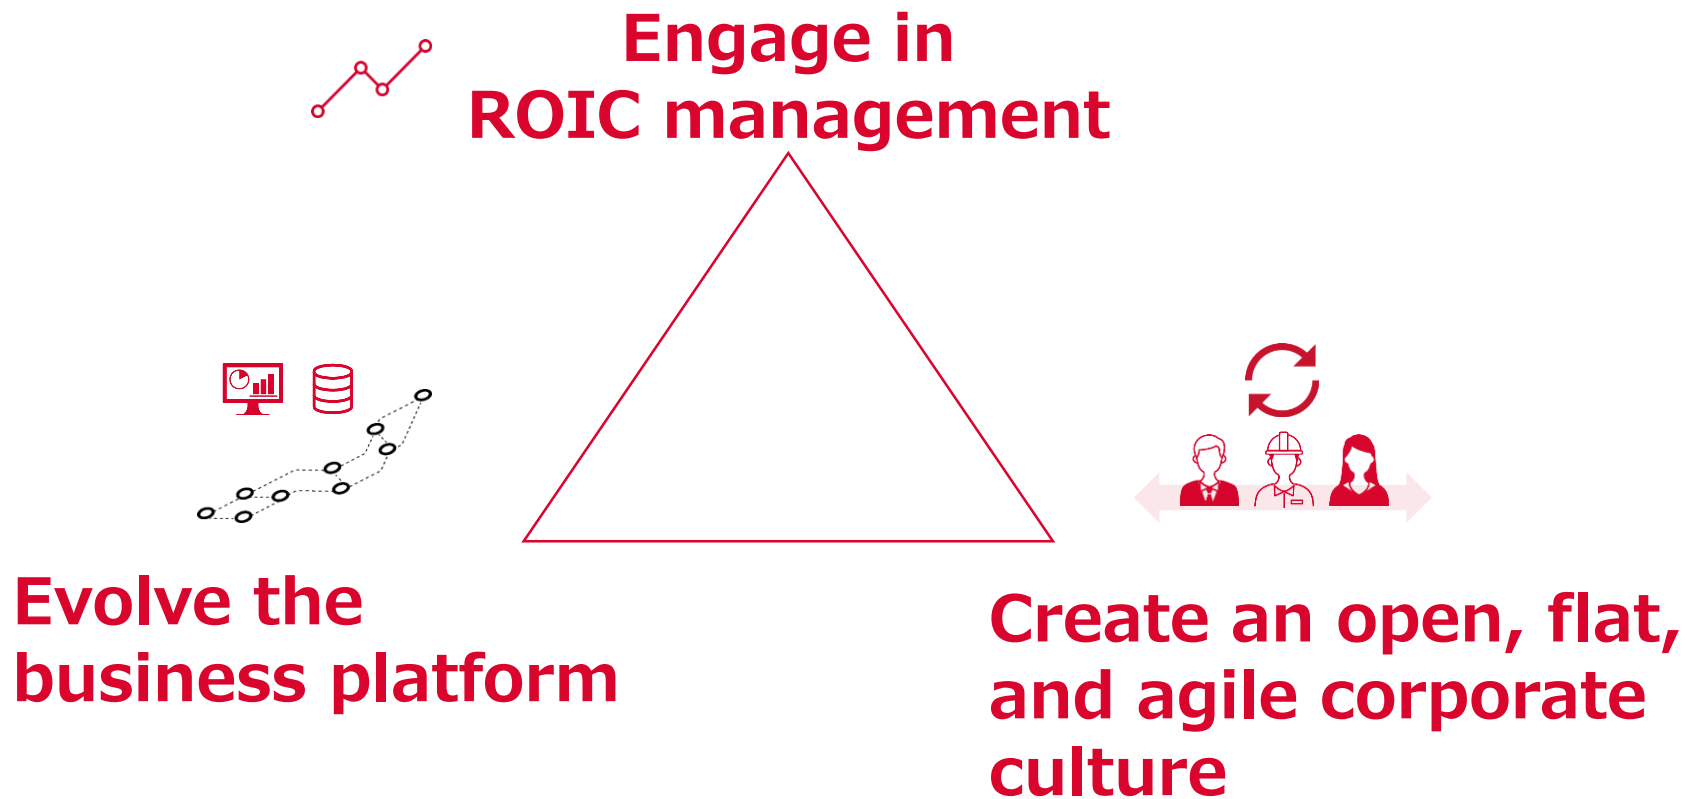 Engage in
ROIC management
Evolve the
business platform
Create an open, flat,
and agile corporate
culture